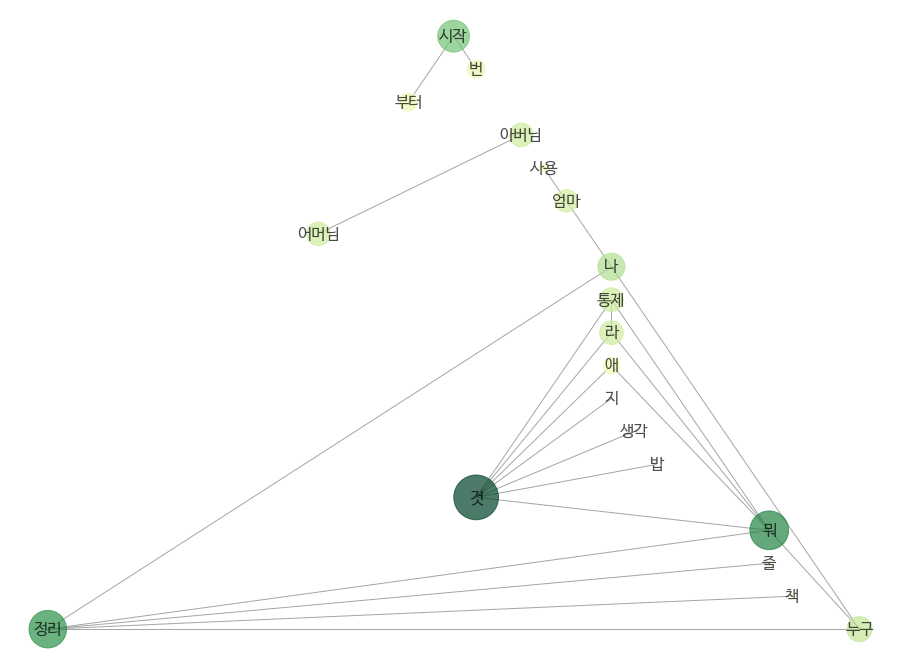 시작
번
부터
아버님
사용
엄마
어머님
나
통제
라
애
지
생각
밥
것
뭐
줄
책
정리
누구